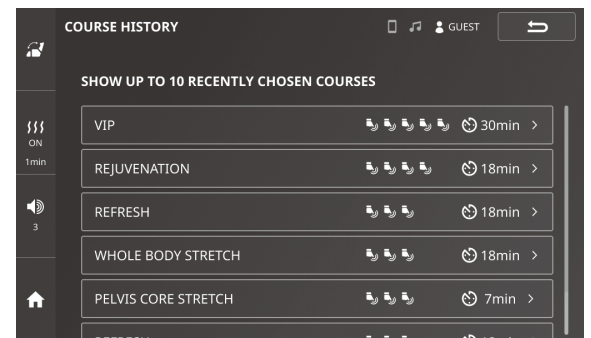 COURSE HISTORY
GUEST
SHOW UP TO 10 RECENTLY CHOSEN COURSES
ON
1min
3
VIP 30min >
REJUVENATION 18min >
REFRESH 18min >
WHOLE BODY STRETCH 18min >
PELVIS CORE STRETCH 7min >